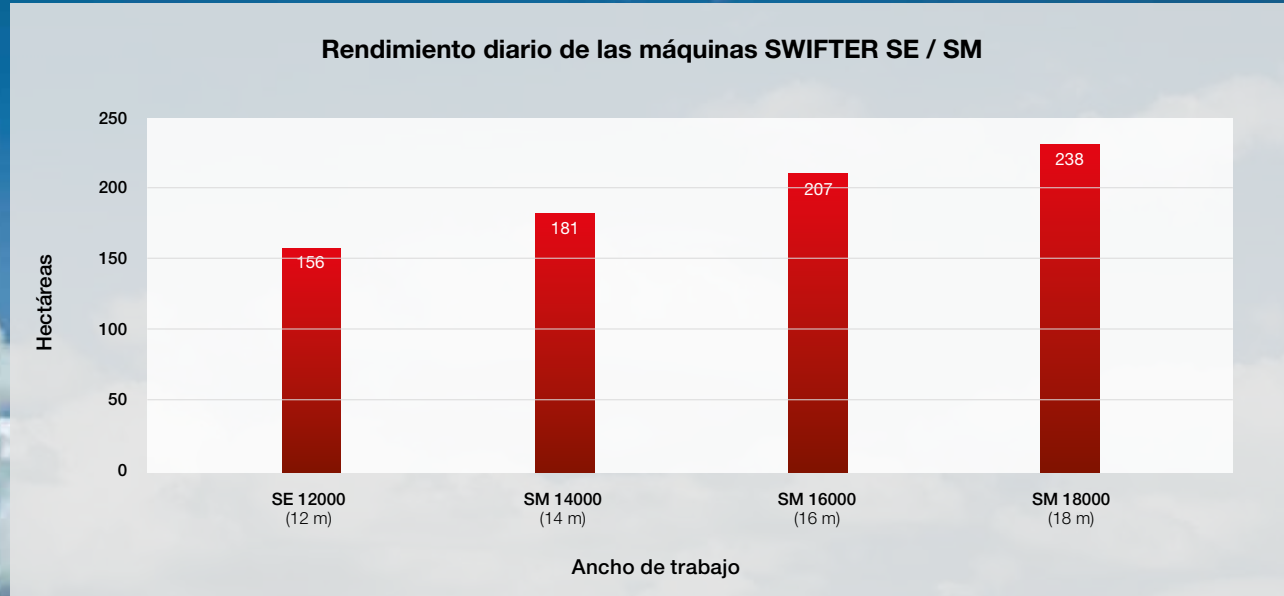 Rendimiento diario de las máquinas SWIFTER SE / SM
250
200
150
100
50
0
Hectáreas
156
181
207
238
SE 12000
(12 m)
SM 14000
(14 m)
SM 16000
(16 m)
SM 18000
(18 m)
Ancho de trabajo